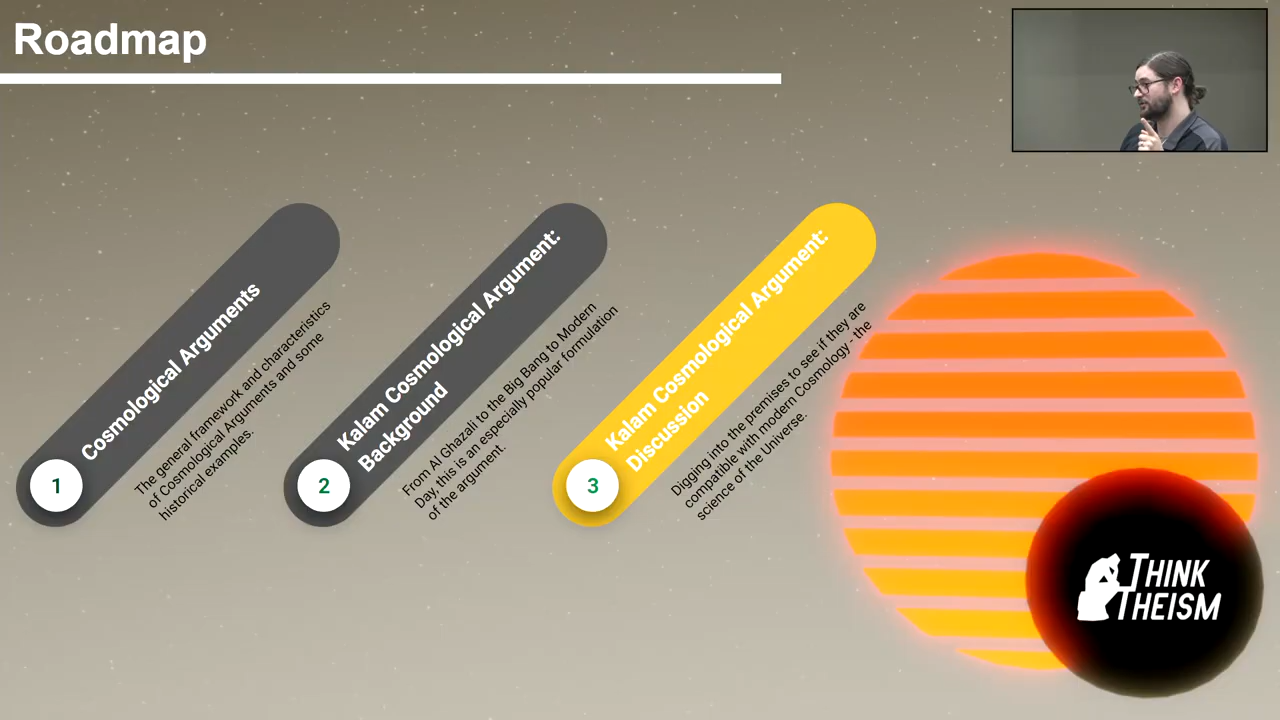 Roadmap
1
Cosmological Arguments
The general framework and characteristics
of Cosmological Arguments and some
historical examples.
2
Kalam Cosmological Argument:
Background
From Al Ghazali to the Big Bang to Modern
Day, this is an especially popular formulation
of the argument.
3
Kalam Cosmological Argument:
Discussion
Digging into the premises to see if they are
compatible with modern Cosmology - the
science of the Universe.
THINK
THEISM